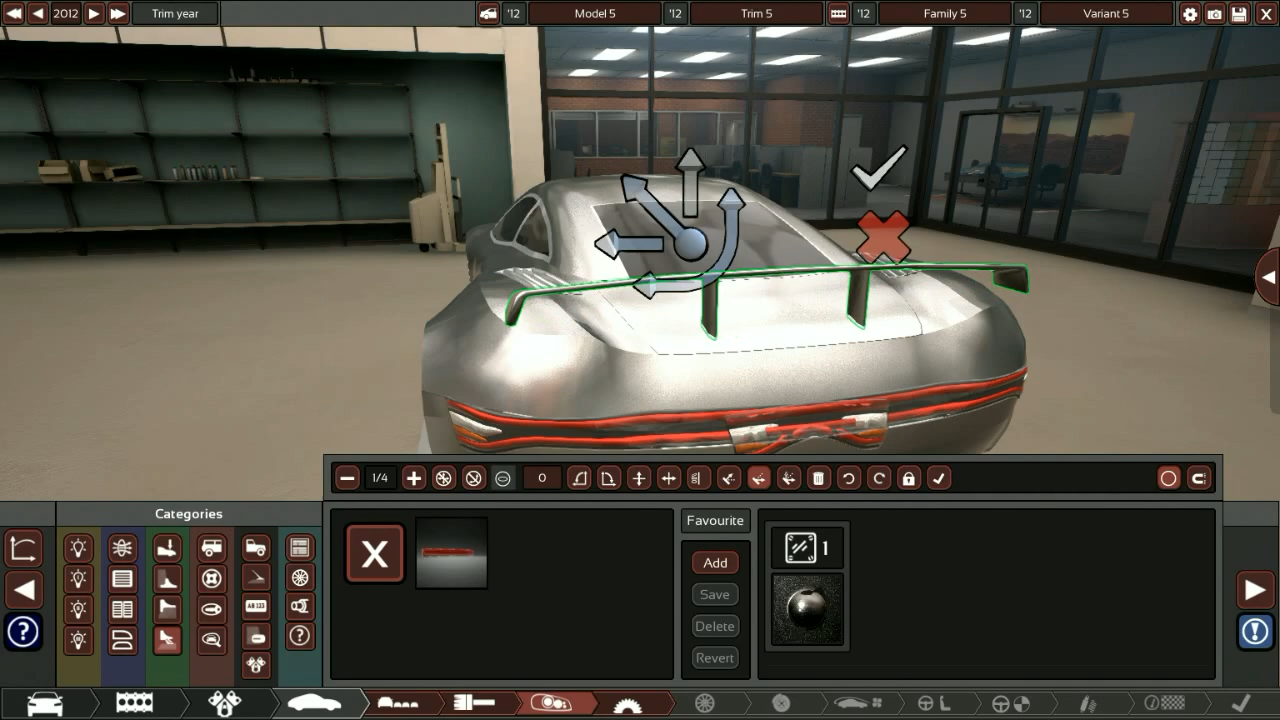 2012 Trim year '12 Model 5 '12 Trim 5 '12 Family 5 '12 Variant 5
1/4 0
Categories
X
Favourite
Add
Save
Delete
Revert
1
AB 123
?
?